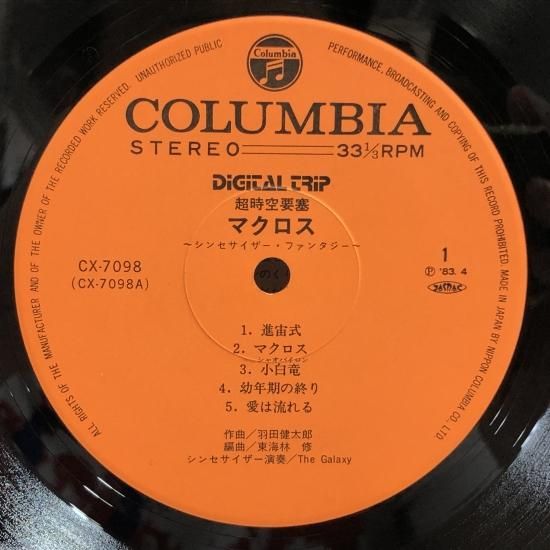 Columbia
COLUMBIA
STEREO 33 1/3 RPM
DIGITAL TRIP
超時空要塞
マクロス
～シンセサイザー・ファンタジー～
CX-7098
(CX-7098A)
1
Ⓟ '83. 4
JASRAC
1. 進宙式
2. マクロス
シャオパイロン
3. 小白竜
4. 幼年期の終り
5. 愛は流れる
作曲／羽田健太郎
編曲／東海林 修
シンセサイザー演奏／The Galaxy
ALL RIGHTS OF THE MANUFACTURER AND OF THE OWNER OF THE RECORDED WORK RESERVED. UNAUTHORIZED PUBLIC PERFORMANCE, BROADCASTING AND COPYING OF THIS RECORD PROHIBITED. MADE IN JAPAN BY NIPPON COLUMBIA CO., LTD